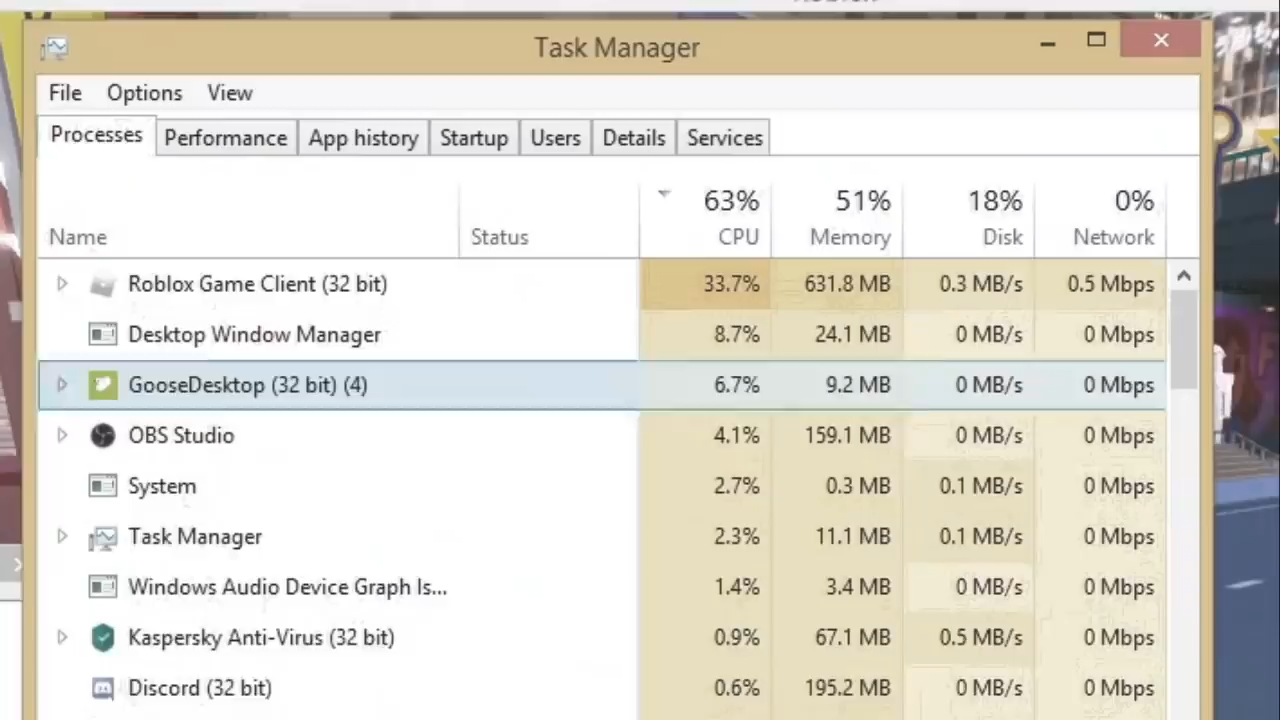 Task Manager
File Options View
Processes Performance App history Startup Users Details Services
63% 51% 18% 0%
Name Status CPU Memory Disk Network
Roblox Game Client (32 bit) 33.7% 631.8 MB 0.3 MB/s 0.5 Mbps
Desktop Window Manager 8.7% 24.1 MB 0 MB/s 0 Mbps
GooseDesktop (32 bit) (4) 6.7% 9.2 MB 0 MB/s 0 Mbps
OBS Studio 4.1% 159.1 MB 0 MB/s 0 Mbps
System 2.7% 0.3 MB 0.1 MB/s 0 Mbps
Task Manager 2.3% 11.1 MB 0.1 MB/s 0 Mbps
Windows Audio Device Graph Is... 1.4% 3.4 MB 0 MB/s 0 Mbps
Kaspersky Anti-Virus (32 bit) 0.9% 67.1 MB 0.5 MB/s 0 Mbps
Discord (32 bit) 0.6% 195.2 MB 0 MB/s 0 Mbps